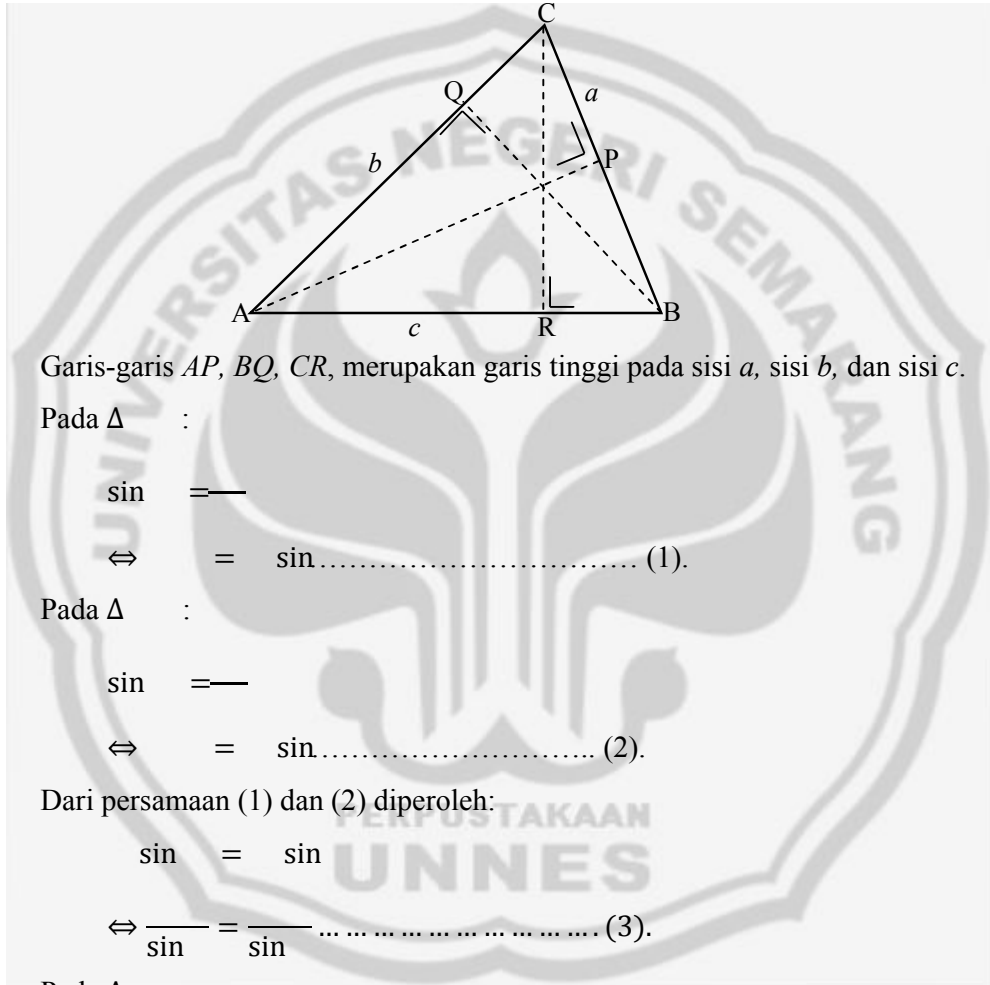 C
Q
a
b
P
A
B
c
R
Garis-garis AP, BQ, CR, merupakan garis tinggi pada sisi a, sisi b, dan sisi c.
Pada Δ :
sin =—
⇔ = sin…………………………… (1).
Pada Δ :
sin =—
⇔ = sin……………………….. (2).
Dari persamaan (1) dan (2) diperoleh:
sin = sin
⇔ — = — … … … … … … … … … … . (3).
sin sin
UNIVERSITAS NEGERI SEMARANG
PERPUSTAKAAN
UNNES